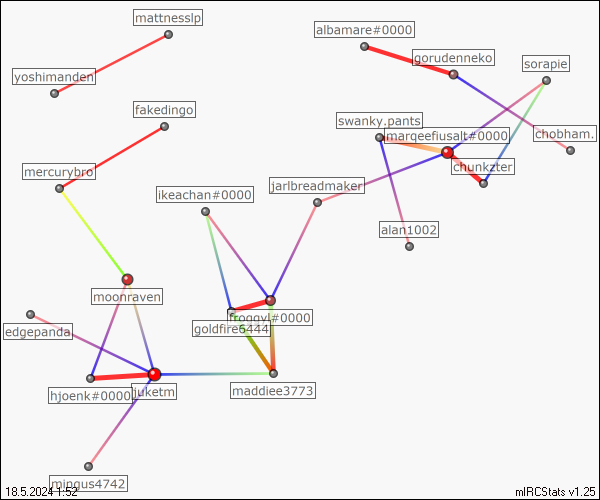 mattnesslp
albamare#0000
gorudenneko
yoshimanden
sorapie
fakedingo
swanky.pants
marqeefiusalt#0000
chobham.
mercurybro
chunkzter
ikeachan#0000
jarlbreadmaker
alan1002
moonraven
froggyl#0000
edgepanda
goldfire6444
hjoenk#0000
juketm
maddiee3773
mingus4742
18.5.2024 1:52
mIRCStats v1.25